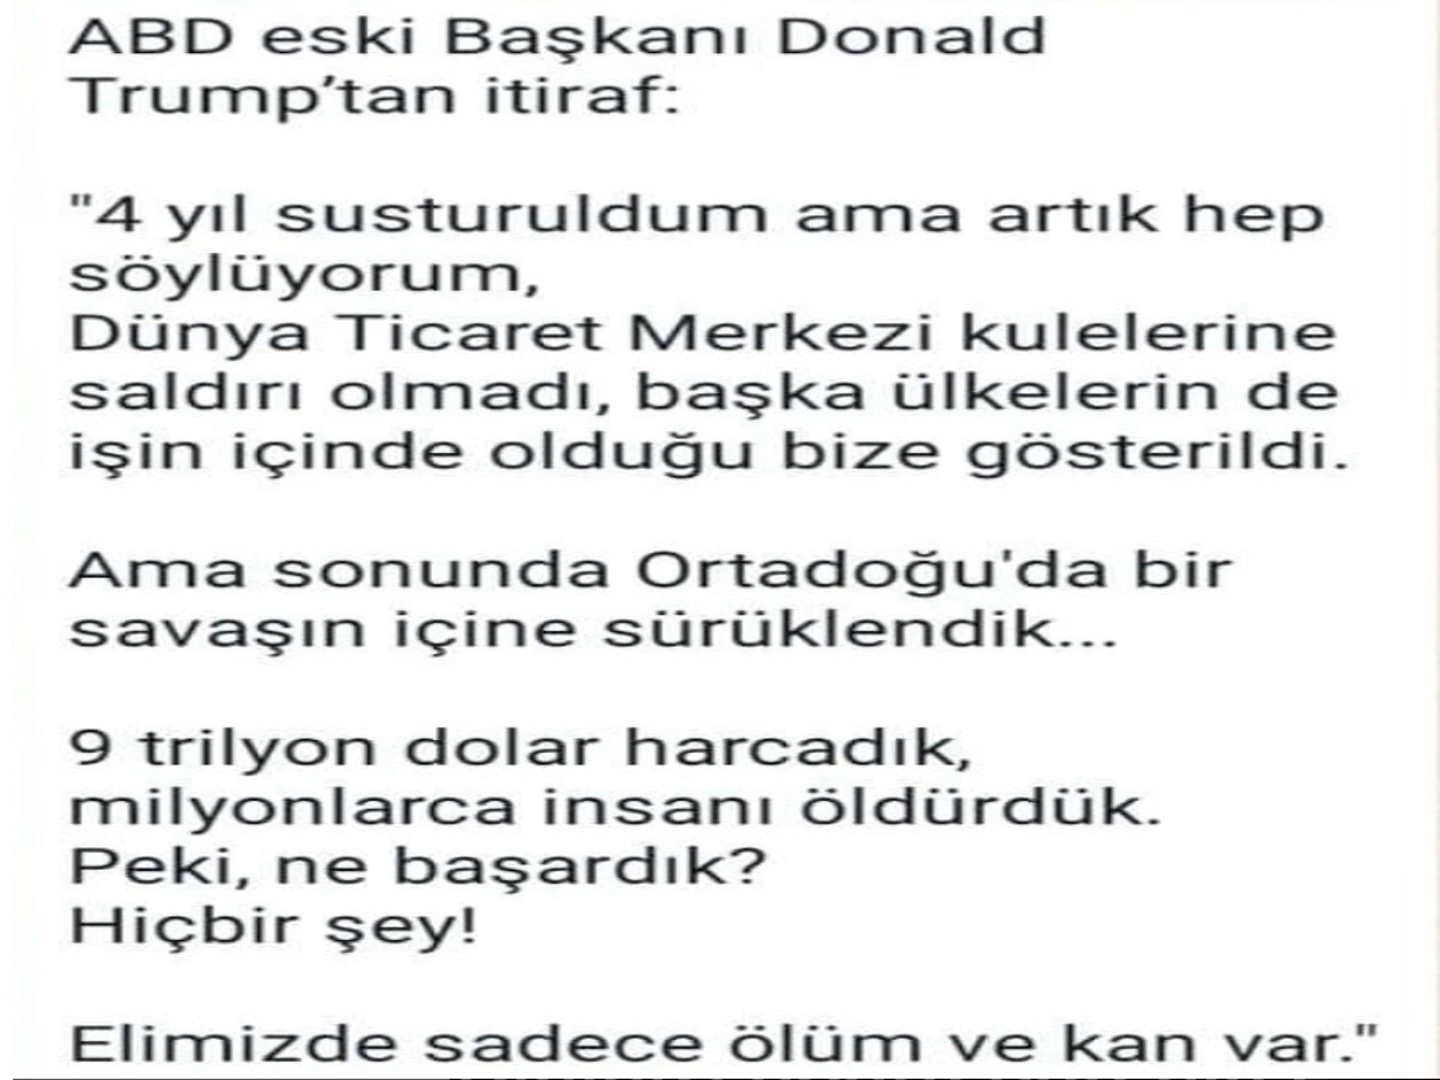 ABD eski Başkanı Donald
Trump’tan itiraf:
"4 yıl susturuldum ama artık hep
söylüyorum,
Dünya Ticaret Merkezi kulelerine
saldırı olmadı, başka ülkelerin de
işin içinde olduğu bize gösterildi.
Ama sonunda Ortadoğu'da bir
savaşın içine sürüklendik...
9 trilyon dolar harcadık,
milyonlarca insanı öldürdük.
Peki, ne başardık?
Hiçbir şey!
Elimizde sadece ölüm ve kan var."